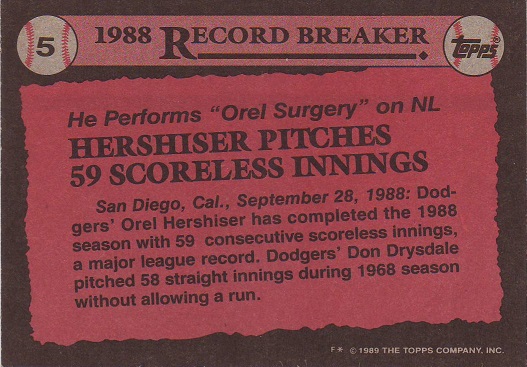 5 1988 RECORD BREAKER Topps®
He Performs "Orel Surgery" on NL
HERSHISER PITCHES
59 SCORELESS INNINGS
San Diego, Cal., September 28, 1988: Dod-
gers' Orel Hershiser has completed the 1988
season with 59 consecutive scoreless innings,
a major league record. Dodgers' Don Drysdale
pitched 58 straight innings during 1968 season
without allowing a run.
F* © 1989 THE TOPPS COMPANY, INC.